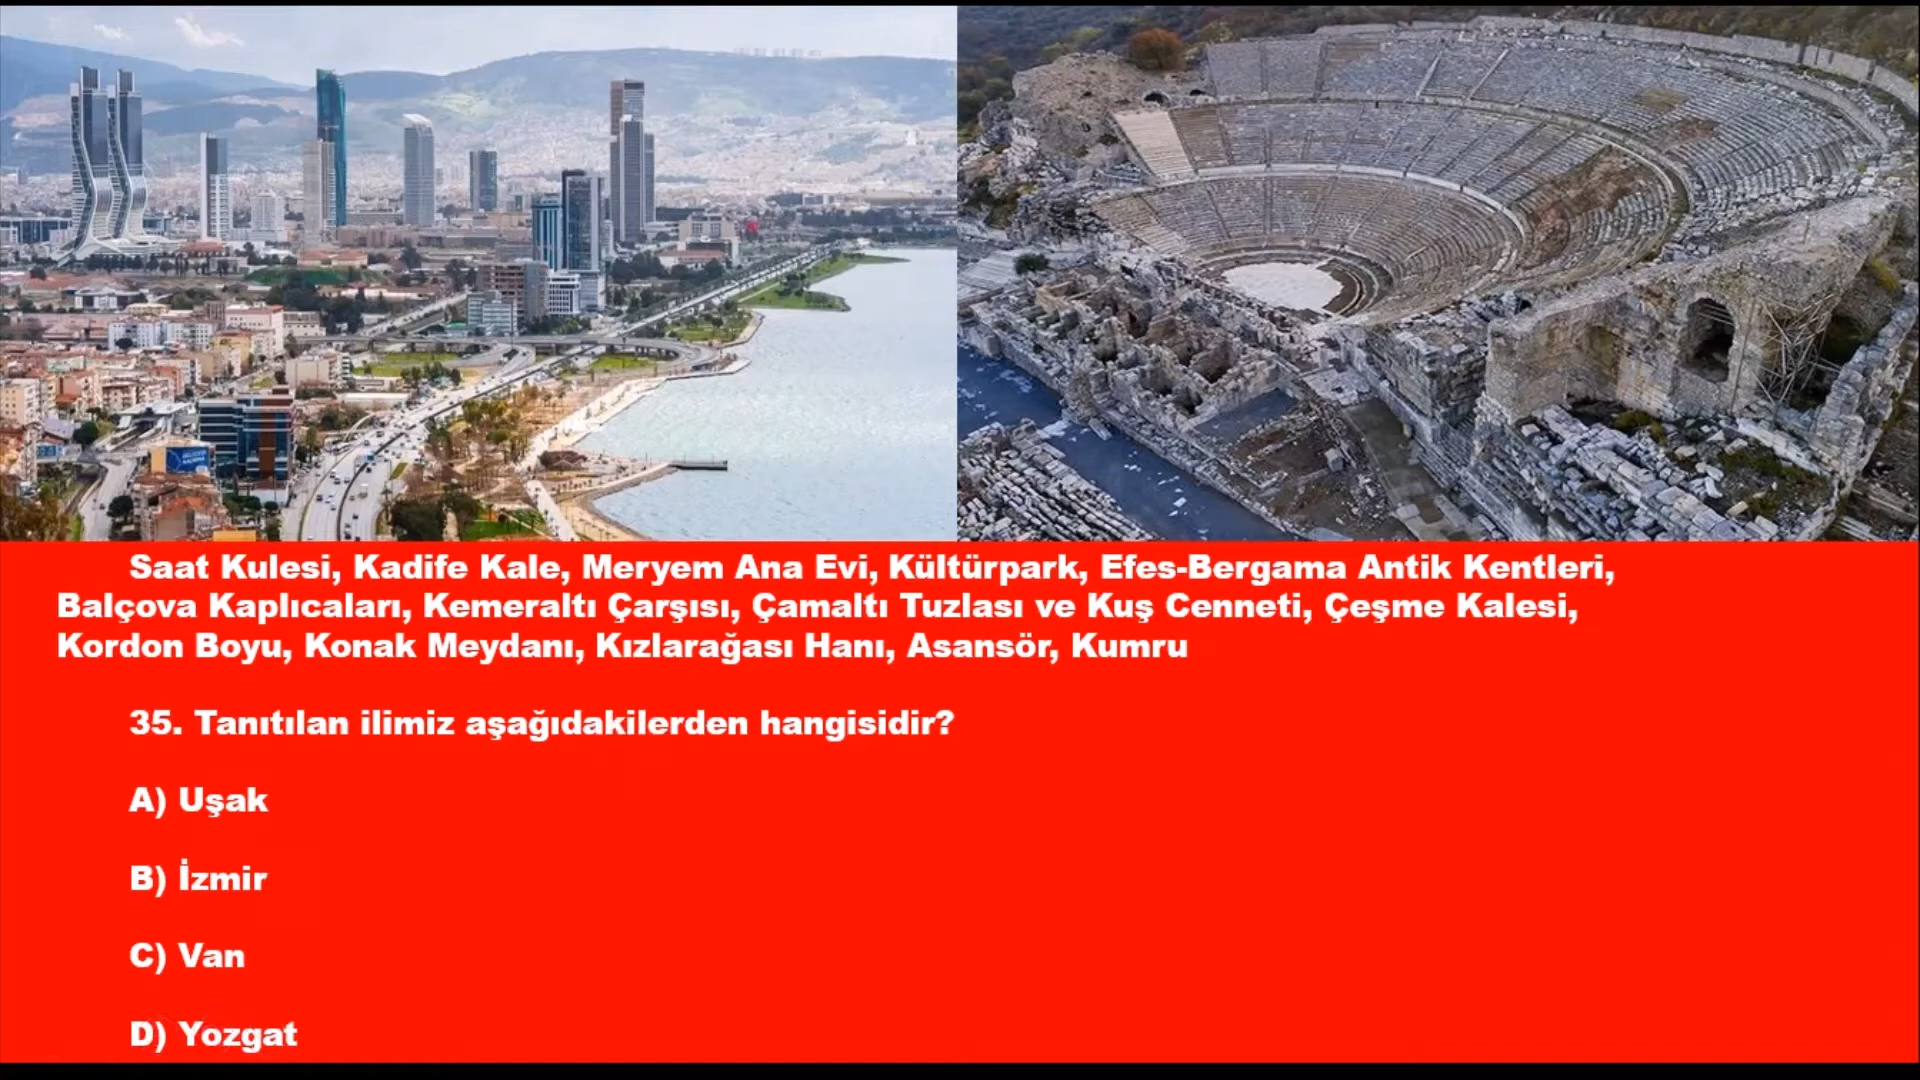 Saat Kulesi, Kadife Kale, Meryem Ana Evi, Kültürpark, Efes-Bergama Antik Kentleri,
Balçova Kaplıcaları, Kemeraltı Çarşısı, Çamaltı Tuzlası ve Kuş Cenneti, Çeşme Kalesi,
Kordon Boyu, Konak Meydanı, Kızlarağası Hanı, Asansör, Kumru
35. Tanıtılan ilimiz aşağıdakilerden hangisidir?
A) Uşak
B) İzmir
C) Van
D) Yozgat